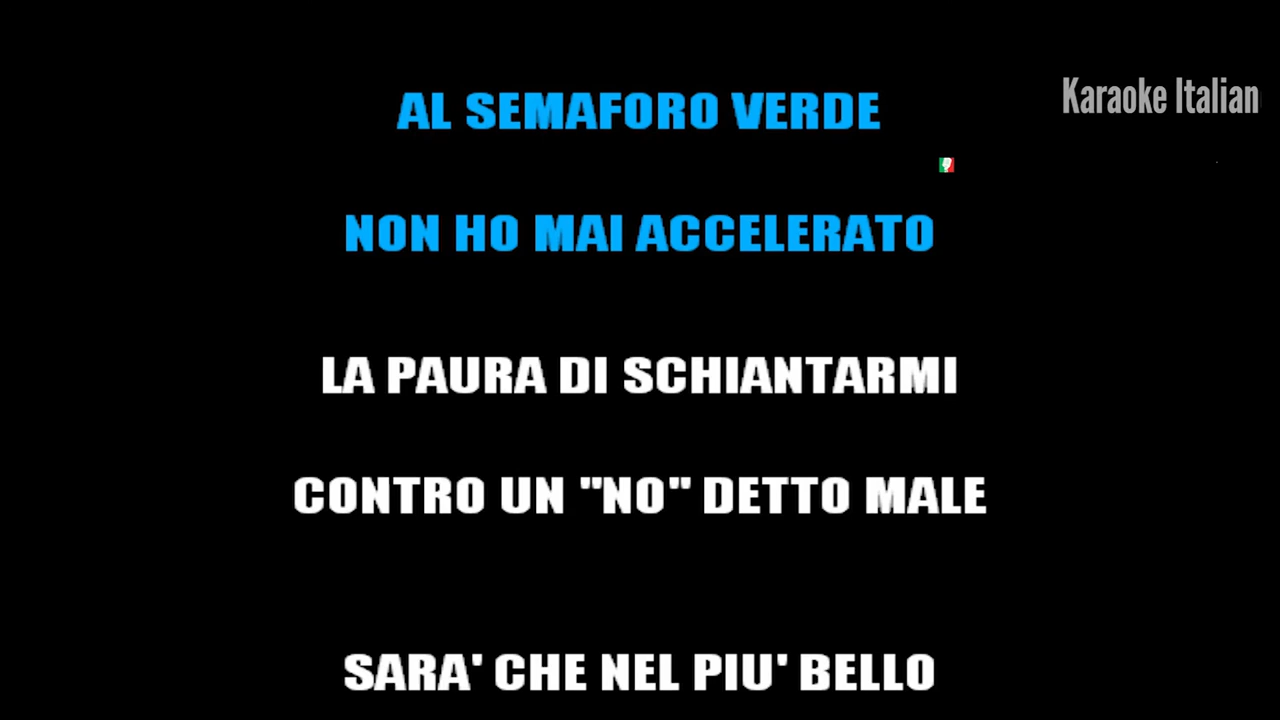 Karaoke Italian
AL SEMAFORO VERDE
NON HO MAI ACCELERATO
LA PAURA DI SCHIANTARMI
CONTRO UN "NO" DETTO MALE
SARA' CHE NEL PIU' BELLO